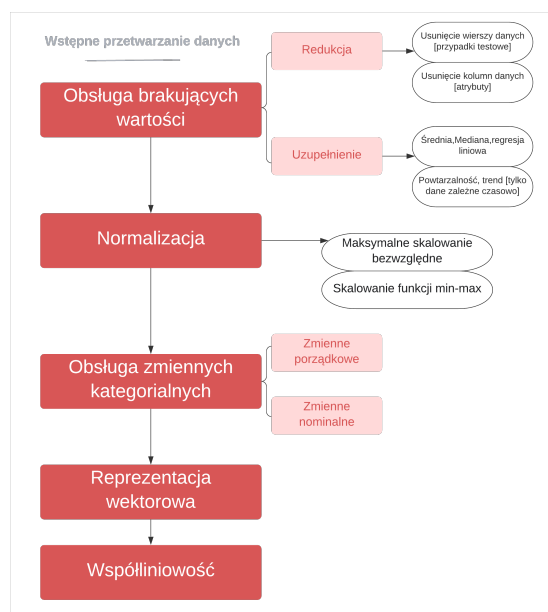 Wstępne przetwarzanie danych
Obsługa brakujących
wartości
Redukcja
Usunięcie wierszy danych
[przypadki testowe]
Usunięcie kolumn danych
[atrybuty]
Uzupełnienie
Średnia,Mediana,regresja
liniowa
Powtarzalność, trend [tylko
dane zależne czasowo]
Normalizacja
Maksymalne skalowanie
bezwzględne
Skalowanie funkcji min-max
Obsługa zmiennych
kategorialnych
Zmienne
porządkowe
Zmienne
nominalne
Reprezentacja
wektorowa
Współliniowość